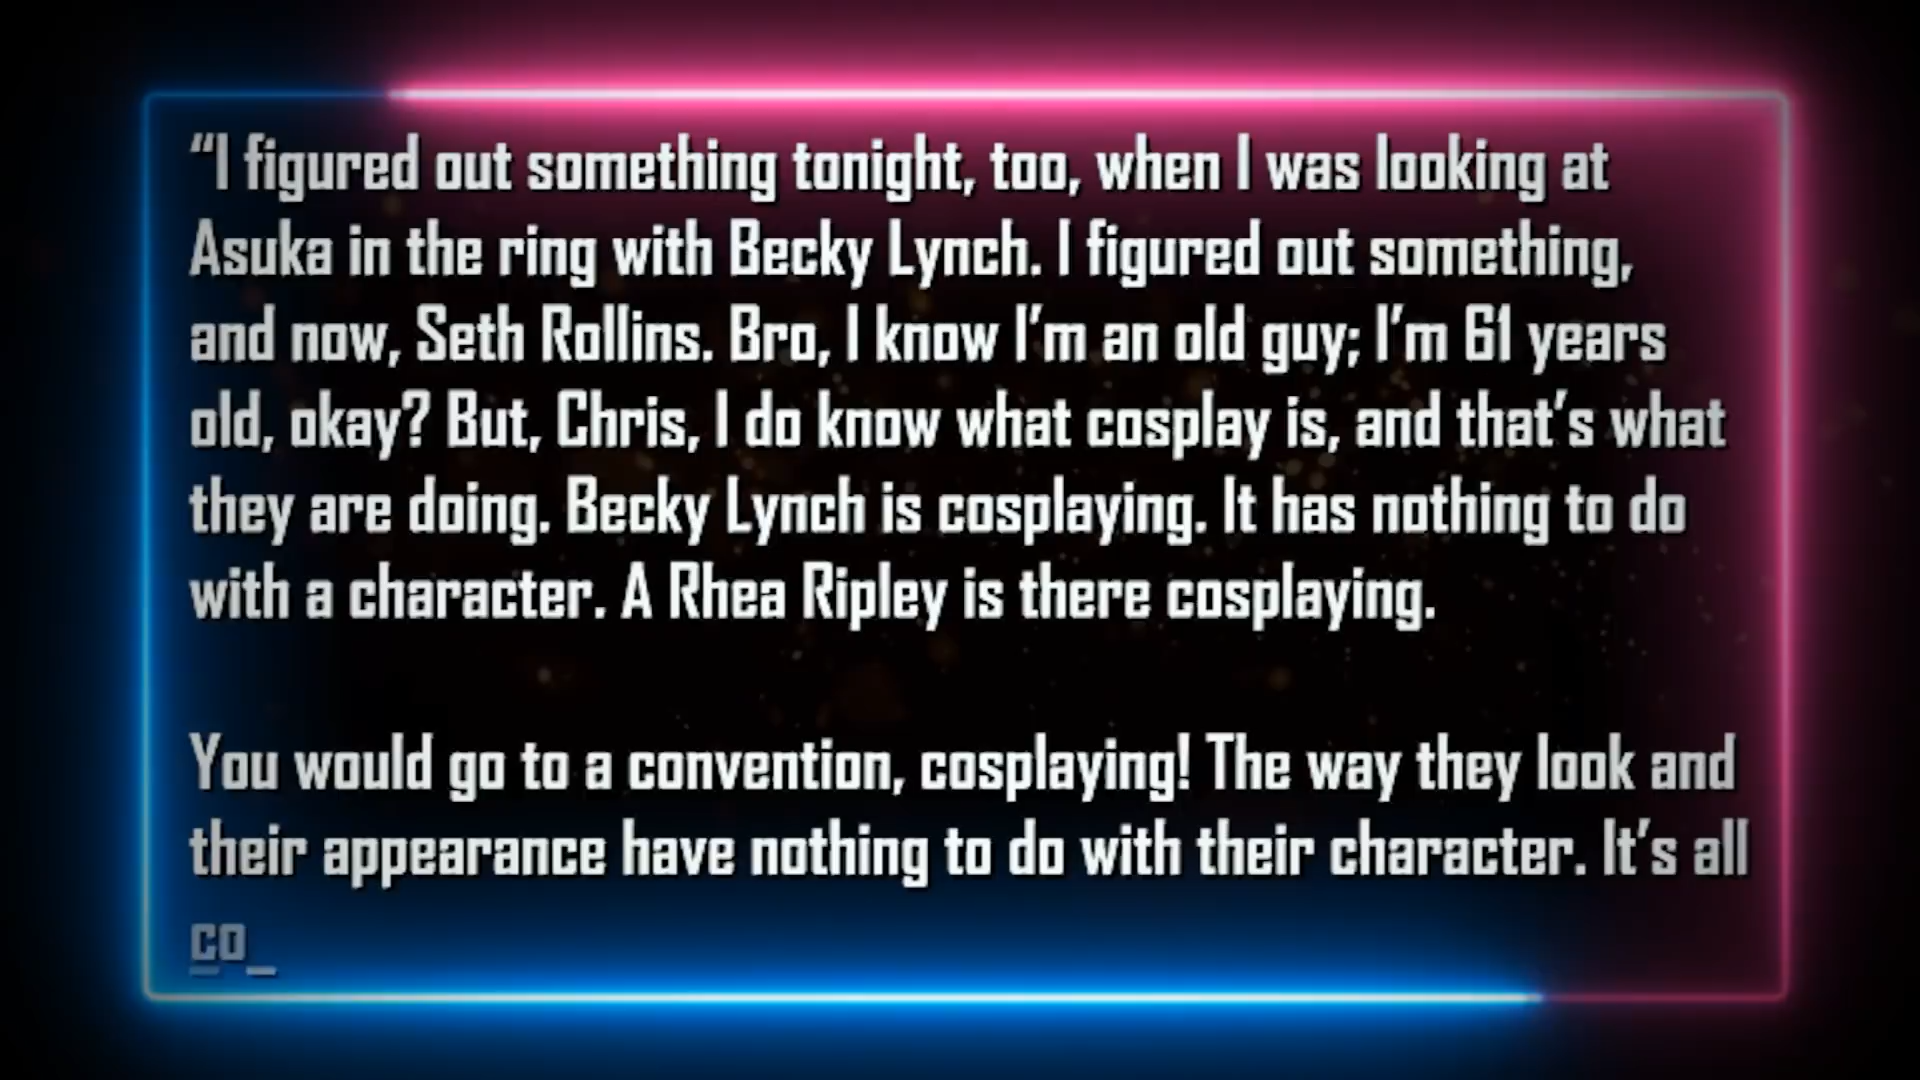 “I figured out something tonight, too, when I was looking at
Asuka in the ring with Becky Lynch. I figured out something,
and now, Seth Rollins. Bro, I know I’m an old guy; I’m 61 years
old, okay? But, Chris, I do know what cosplay is, and that’s what
they are doing. Becky Lynch is cosplaying. It has nothing to do
with a character. A Rhea Ripley is there cosplaying.
You would go to a convention, cosplaying! The way they look and
their appearance have nothing to do with their character. It’s all
co_